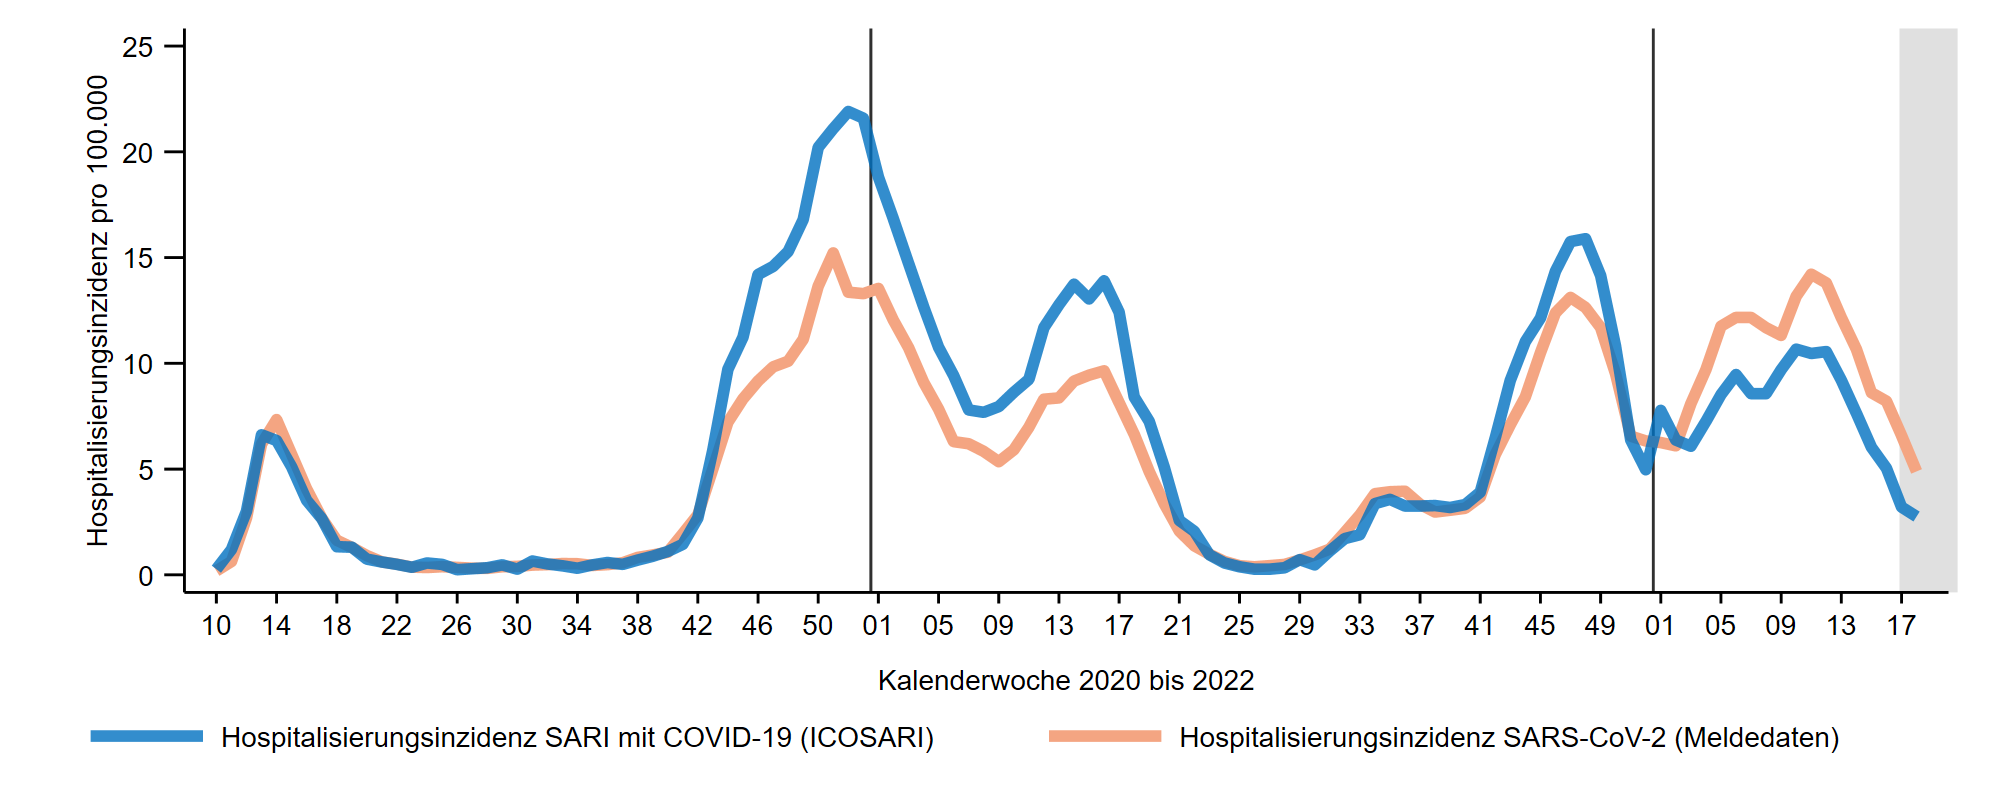 Hospitalisierungsinzidenz pro 100.000
25
20
15
10
5
0
10 14 18 22 26 30 34 38 42 46 50 01 05 09 13 17 21 25 29 33 37 41 45 49 01 05 09 13 17
Kalenderwoche 2020 bis 2022
Hospitalisierungsinzidenz SARI mit COVID-19 (ICOSARI)
Hospitalisierungsinzidenz SARS-CoV-2 (Meldedaten)